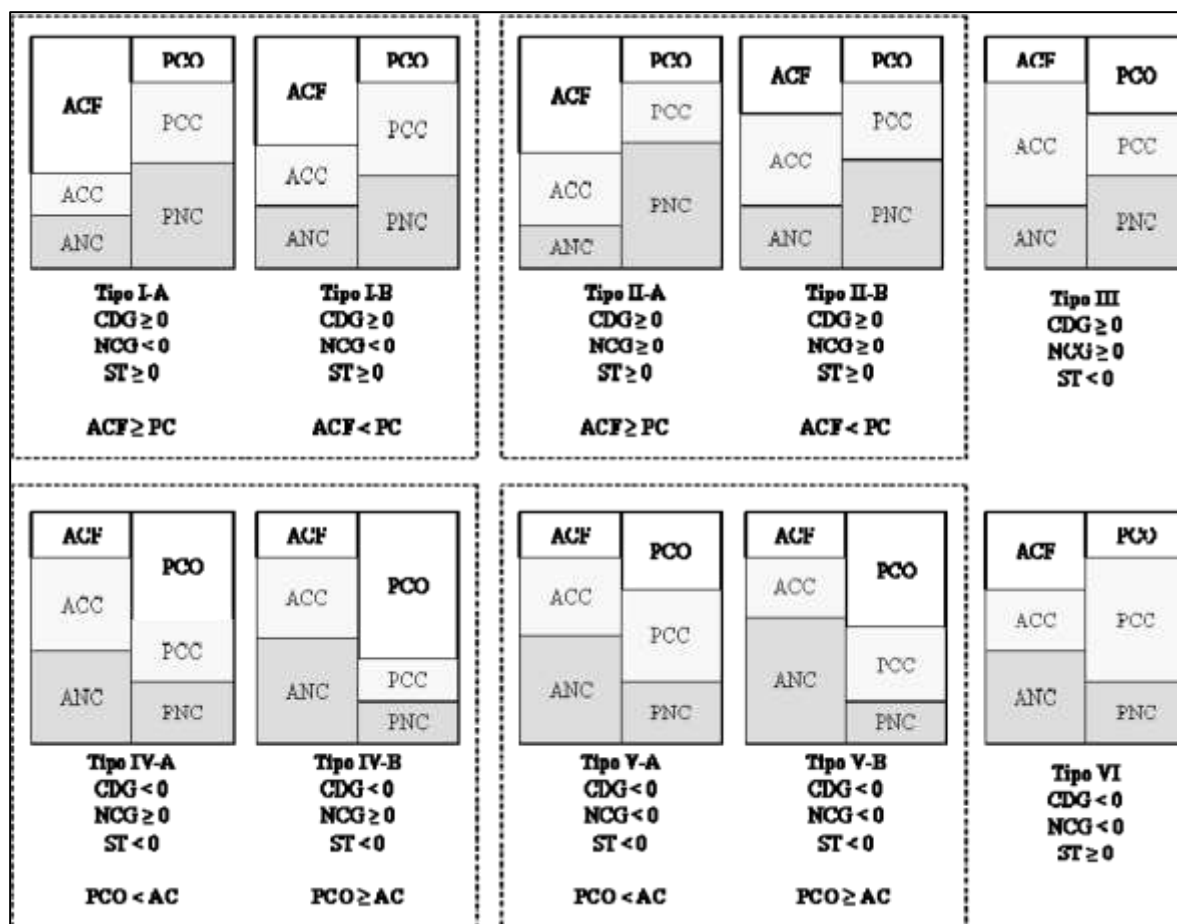 PCO PCO PCO PCO ACF
ACF ACF ACF ACF PCO
PCC PCC PCC PCC ACC PCC
ACC ACC ACC ACC
ANC PNC ANC PNC ANC PNC ANC PNC ANC PNC
Tipo I-A Tipo I-B Tipo II-A Tipo II-B Tipo III
CDG ≥ 0 CDG ≥ 0 CDG ≥ 0 CDG ≥ 0 CDG ≥ 0
NCG < 0 NCG < 0 NCG ≥ 0 NCG ≥ 0 NCG ≥ 0
ST ≥ 0 ST ≥ 0 ST ≥ 0 ST ≥ 0 ST < 0
ACF ≥ PC ACF < PC ACF ≥ PC ACF < PC
ACF ACF ACF ACF PCO
PCO PCO PCO PCO ACF
ACC ACC ACC ACC ACC PCC
PCC PCC PCC PCC
ANC PNC ANC PNC ANC PNC ANC PNC ANC PNC
Tipo IV-A Tipo IV-B Tipo V-A Tipo V-B Tipo VI
CDG < 0 CDG < 0 CDG < 0 CDG < 0 CDG < 0
NCG ≥ 0 NCG ≥ 0 NCG < 0 NCG < 0 NCG < 0
ST < 0 ST < 0 ST < 0 ST < 0 ST ≥ 0
PCO < AC PCO ≥ AC PCO < AC PCO ≥ AC